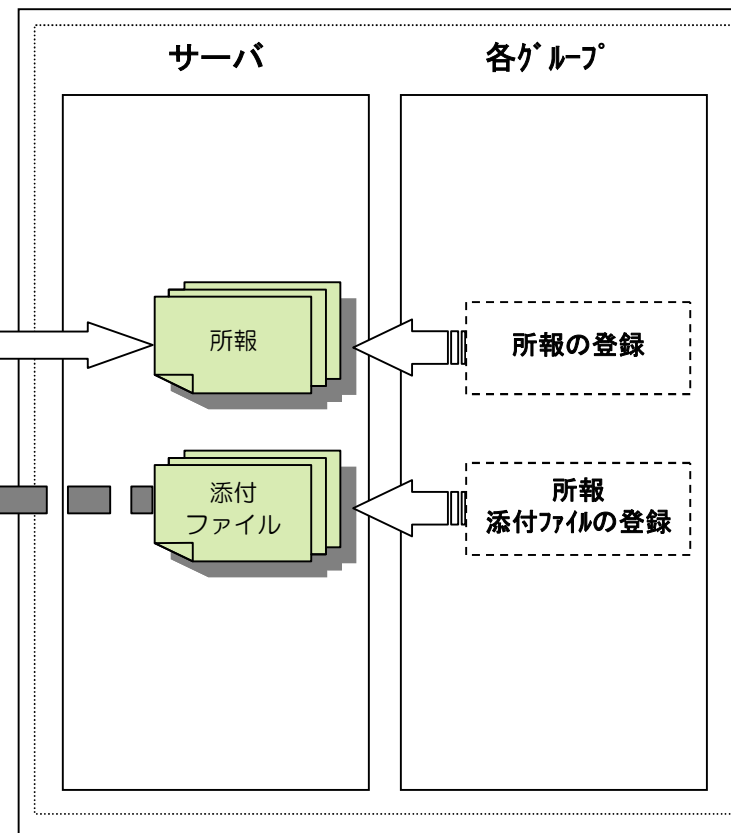 サーバ
各ｸﾞﾙｰﾌﾟ
所報
所報の登録
添付
ファイル
所報
添付ﾌｧｲﾙの登録